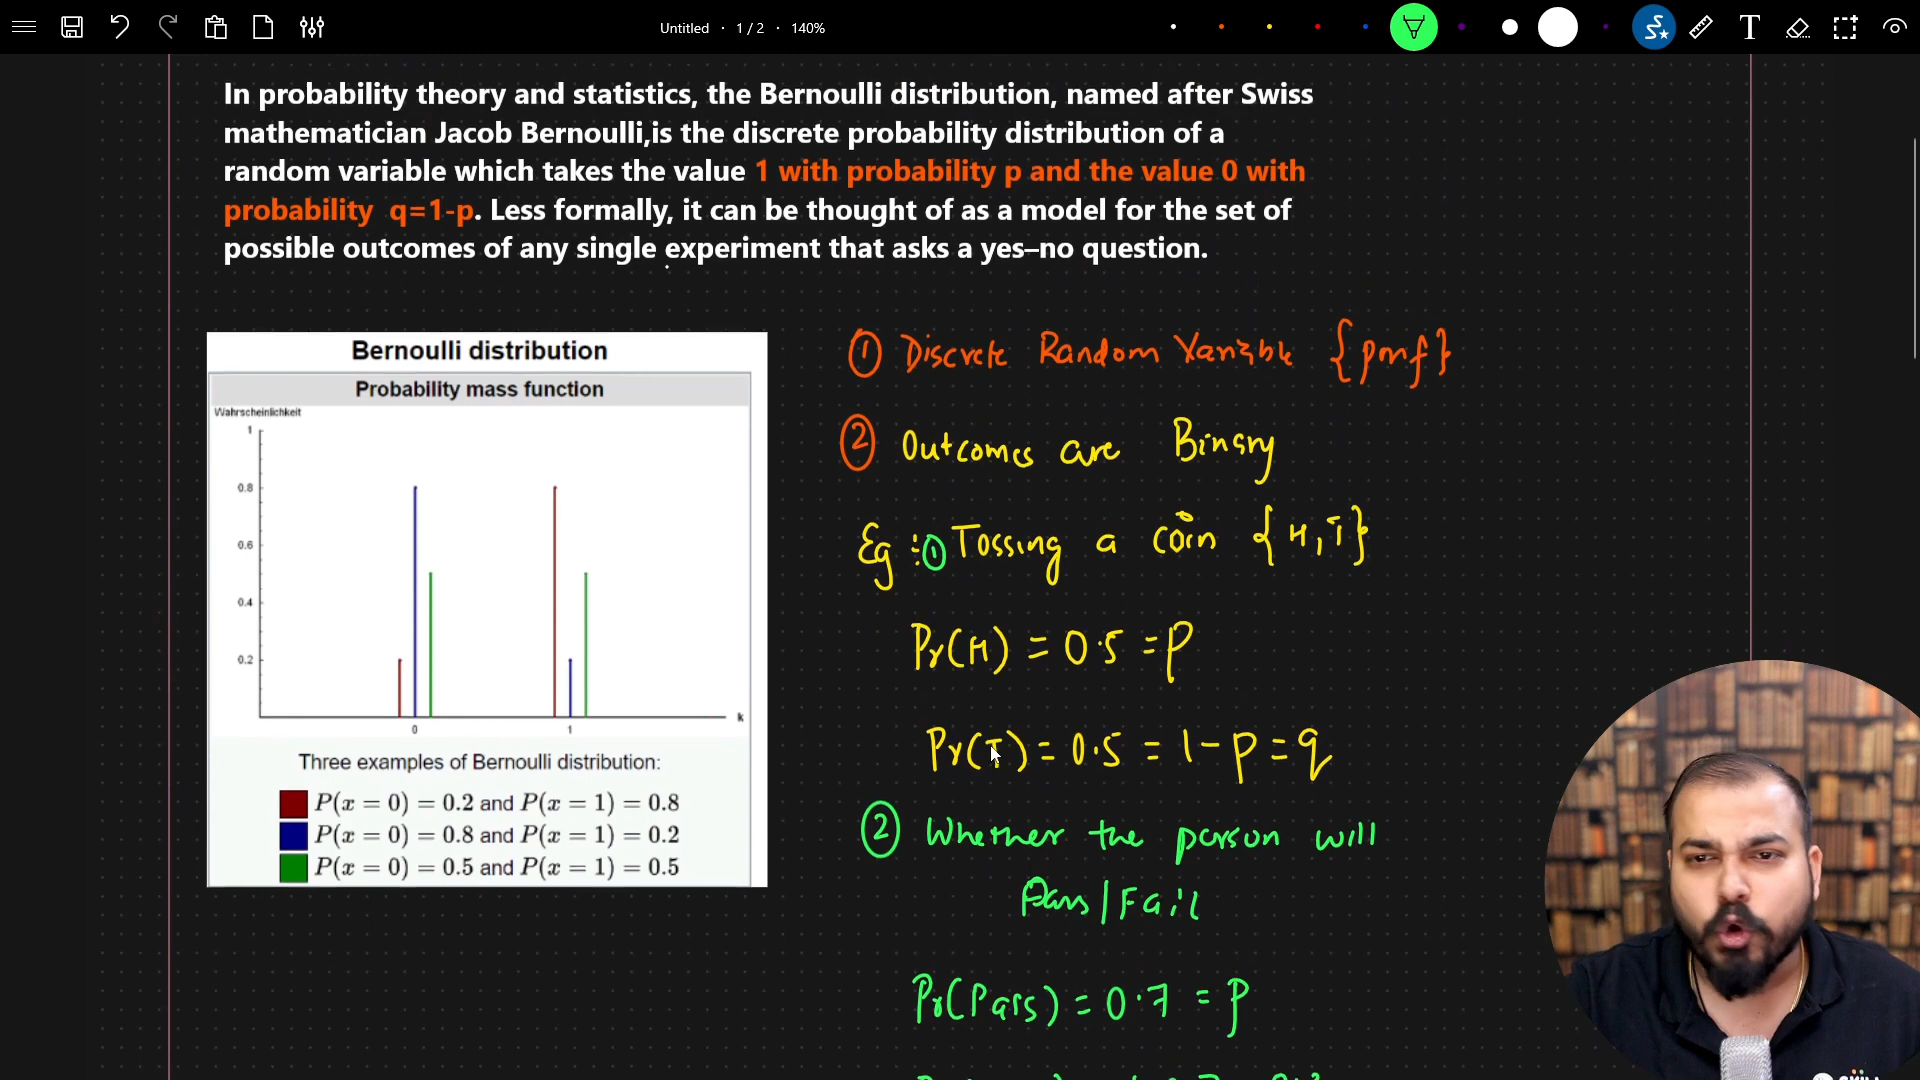 Untitled · 1 / 2 · 140%
In probability theory and statistics, the Bernoulli distribution, named after Swiss
mathematician Jacob Bernoulli,is the discrete probability distribution of a
random variable which takes the value 1 with probability p and the value 0 with
probability q=1-p. Less formally, it can be thought of as a model for the set of
possible outcomes of any single experiment that asks a yes–no question.
Bernoulli distribution
Probability mass function
Wahrscheinlichkeit
1
0.8
0.6
0.4
0.2
0 1 k
Three examples of Bernoulli distribution:
P(x = 0) = 0.2 and P(x = 1) = 0.8
P(x = 0) = 0.8 and P(x = 1) = 0.2
P(x = 0) = 0.5 and P(x = 1) = 0.5
① Discrete Random Variable {pmf}
② Outcomes are Binary
Eg :① Tossing a coin {H,T}
Pr(H) = 0.5 = p
Pr(T) = 0.5 = 1-p = q
② Whether the person will
Pass/Fail
Pr(Pass) = 0.7 = p